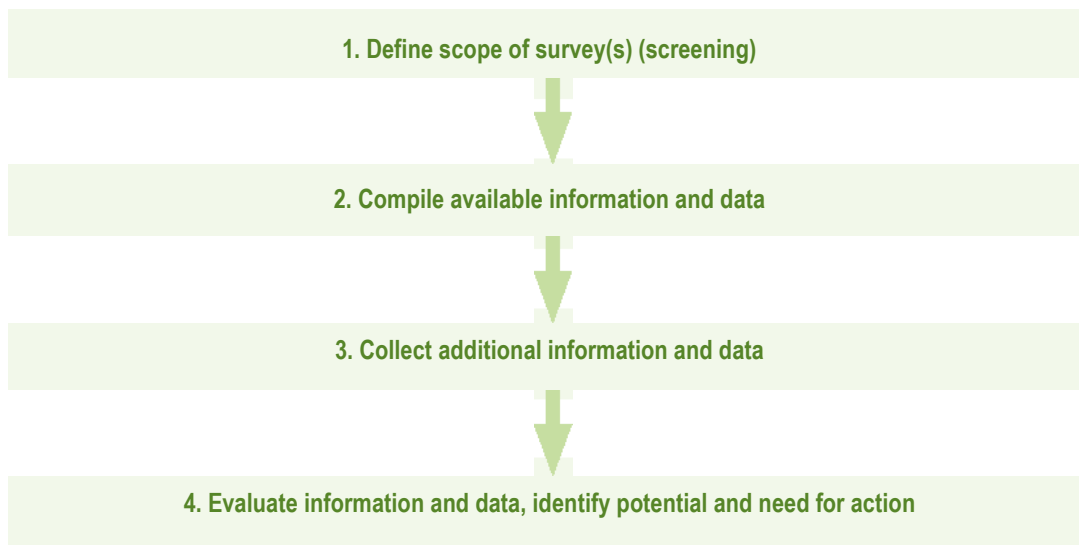 1. Define scope of survey(s) (screening)
2. Compile available information and data
3. Collect additional information and data
4. Evaluate information and data, identify potential and need for action